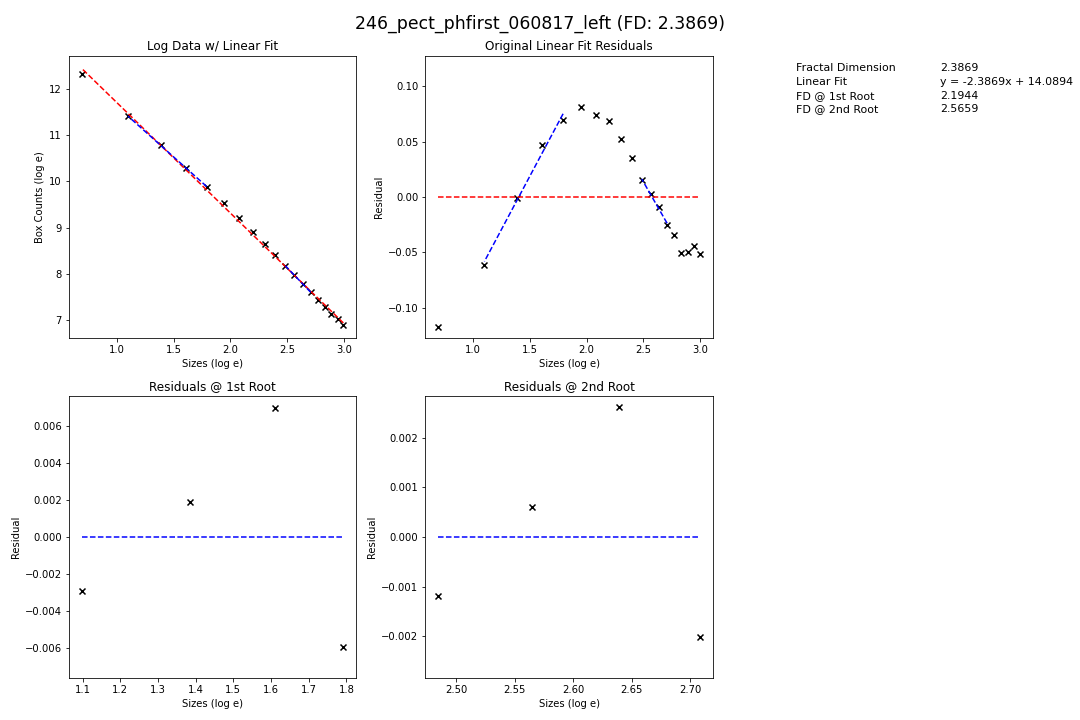 246_pect_phfirst_060817_left (FD: 2.3869)
Log Data w/ Linear Fit
Box Counts (log e)
12
11
10
9
8
7
1.0 1.5 2.0 2.5 3.0
Sizes (log e)
Original Linear Fit Residuals
Residual
0.10
0.05
0.00
−0.05
−0.10
1.0 1.5 2.0 2.5 3.0
Sizes (log e)
Fractal Dimension 2.3869
Linear Fit y = -2.3869x + 14.0894
FD @ 1st Root 2.1944
FD @ 2nd Root 2.5659
Residuals @ 1st Root
Residual
0.006
0.004
0.002
0.000
−0.002
−0.004
−0.006
1.1 1.2 1.3 1.4 1.5 1.6 1.7 1.8
Sizes (log e)
Residuals @ 2nd Root
Residual
0.002
0.001
0.000
−0.001
−0.002
2.50 2.55 2.60 2.65 2.70
Sizes (log e)